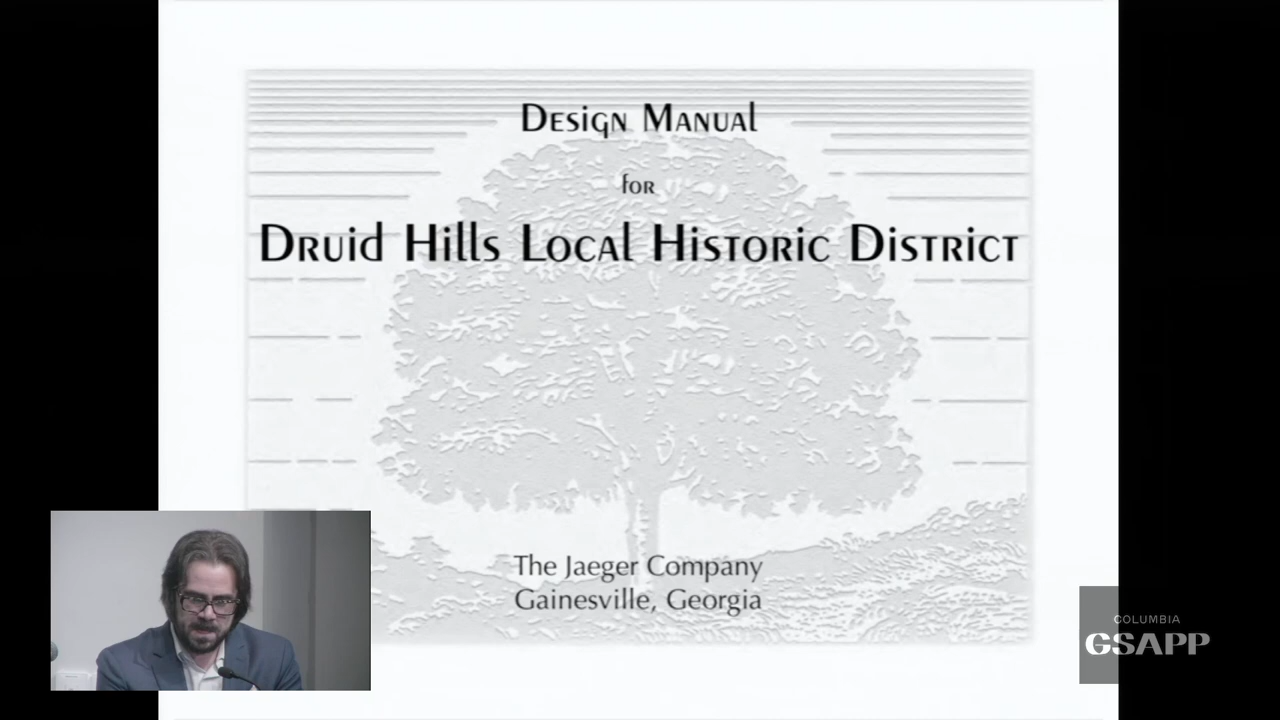 Design Manual
for
Druid Hills Local Historic District
The Jaeger Company
Gainesville, Georgia
COLUMBIA
GSAPP